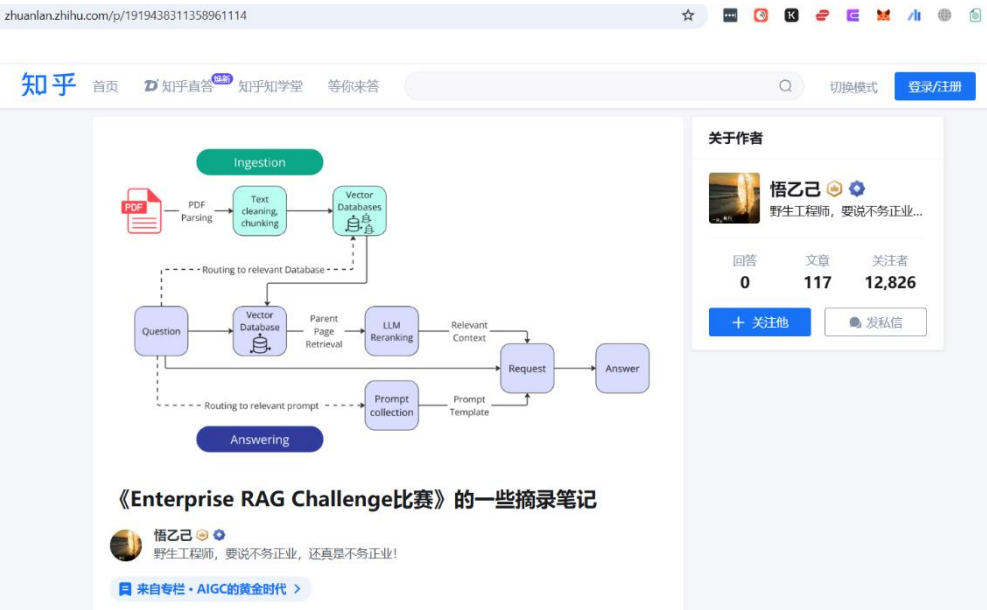 zhuanlan.zhihu.com/p/1919438311358961114
知乎 首页 知乎直答 焕新 知乎知学堂 等你来答 切换模式 登录/注册
Ingestion
PDF
PDF
Parsing
Text
cleaning,
chunking
Vector
Databases
Routing to relevant Database
Question
Vector
Database
Parent
Page
Retrieval
LLM
Reranking
Relevant
Context
Request
Answer
Routing to relevant prompt
Prompt
collection
Prompt
Template
Answering
《Enterprise RAG Challenge比赛》的一些摘录笔记
悟乙己
野生工程师，要说不务正业，还真是不务正业！
来自专栏・AIGC的黄金时代
关于作者
悟乙己
野生工程师，要说不务正业...
回答 文章 关注者
0 117 12,826
关注他 发私信